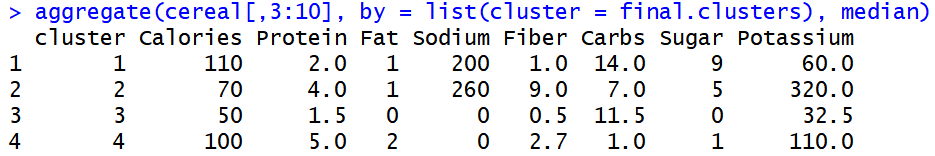 > aggregate(cereal[,3:10], by = list(cluster = final.clusters), median)
cluster Calories Protein Fat Sodium Fiber Carbs Sugar Potassium
1 1 110 2.0 1 200 1.0 14.0 9 60.0
2 2 70 4.0 1 260 9.0 7.0 5 320.0
3 3 50 1.5 0 0 0.5 11.5 0 32.5
4 4 100 5.0 2 0 2.7 1.0 1 110.0